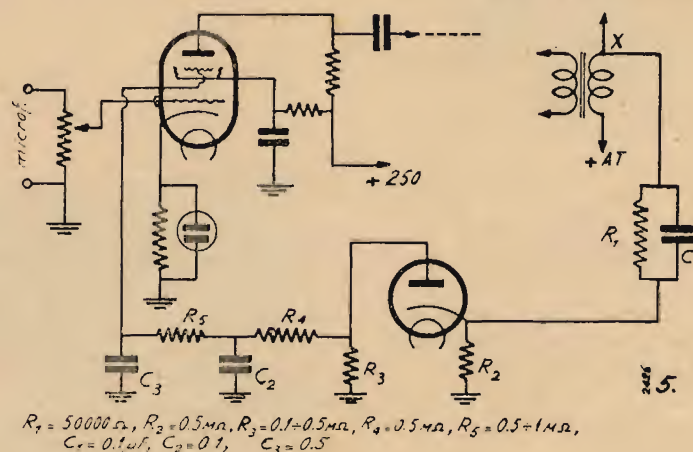 X
microf.
+ AT
+ 250
R₁
C
R₅
R₄
C₃
C₂
R₃
R₂
2486
5.
R₁ = 50000 Ω, R₂ = 0.5 MΩ, R₃ = 0.1 ÷ 0.5 MΩ, R₄ = 0.5 MΩ, R₅ = 0.5 ÷ 1 MΩ,
C₁ = 0.1 µF, C₂ = 0.1, C₃ = 0.5